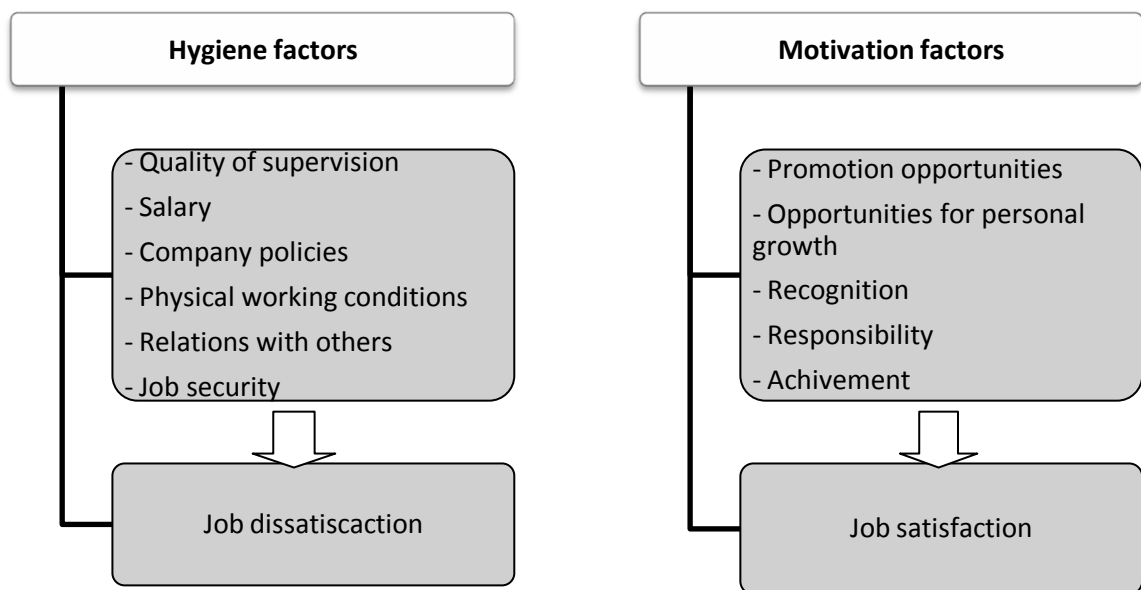 Hygiene factors
- Quality of supervision
- Salary
- Company policies
- Physical working conditions
- Relations with others
- Job security
Job dissatiscaction
Motivation factors
- Promotion opportunities
- Opportunities for personal
growth
- Recognition
- Responsibility
- Achivement
Job satisfaction